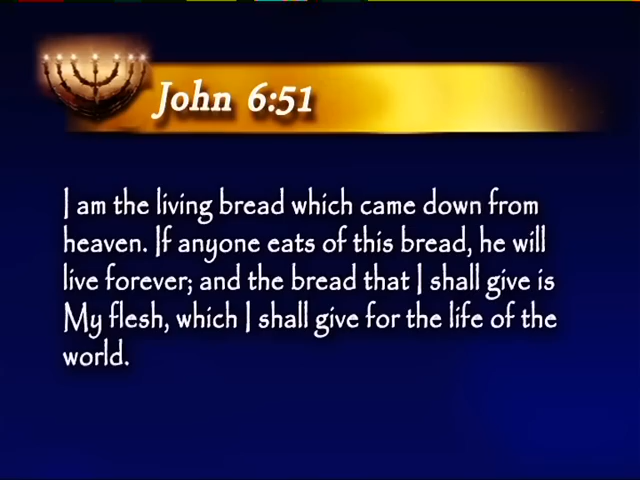 John 6:51
I am the living bread which came down from
heaven. If anyone eats of this bread, he will
live forever; and the bread that I shall give is
My flesh, which I shall give for the life of the
world.